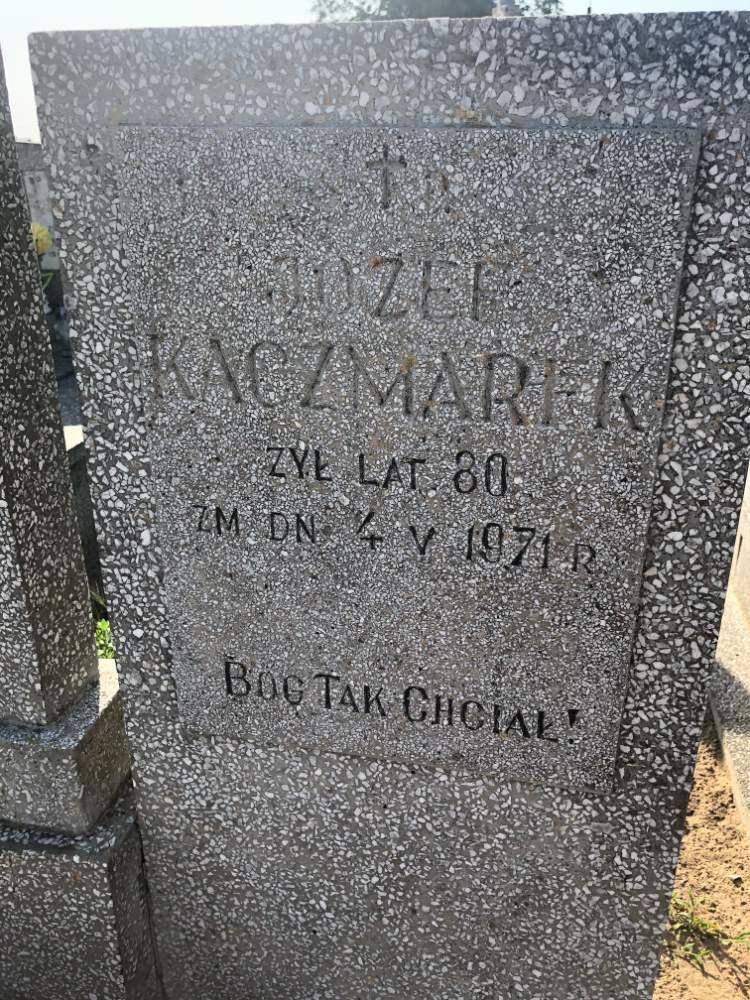 JÓZEF
KACZMAREK
ŻYŁ LAT. 80
ZM DN. 4 V 1971 R
BÓG TAK CHCIAŁ!